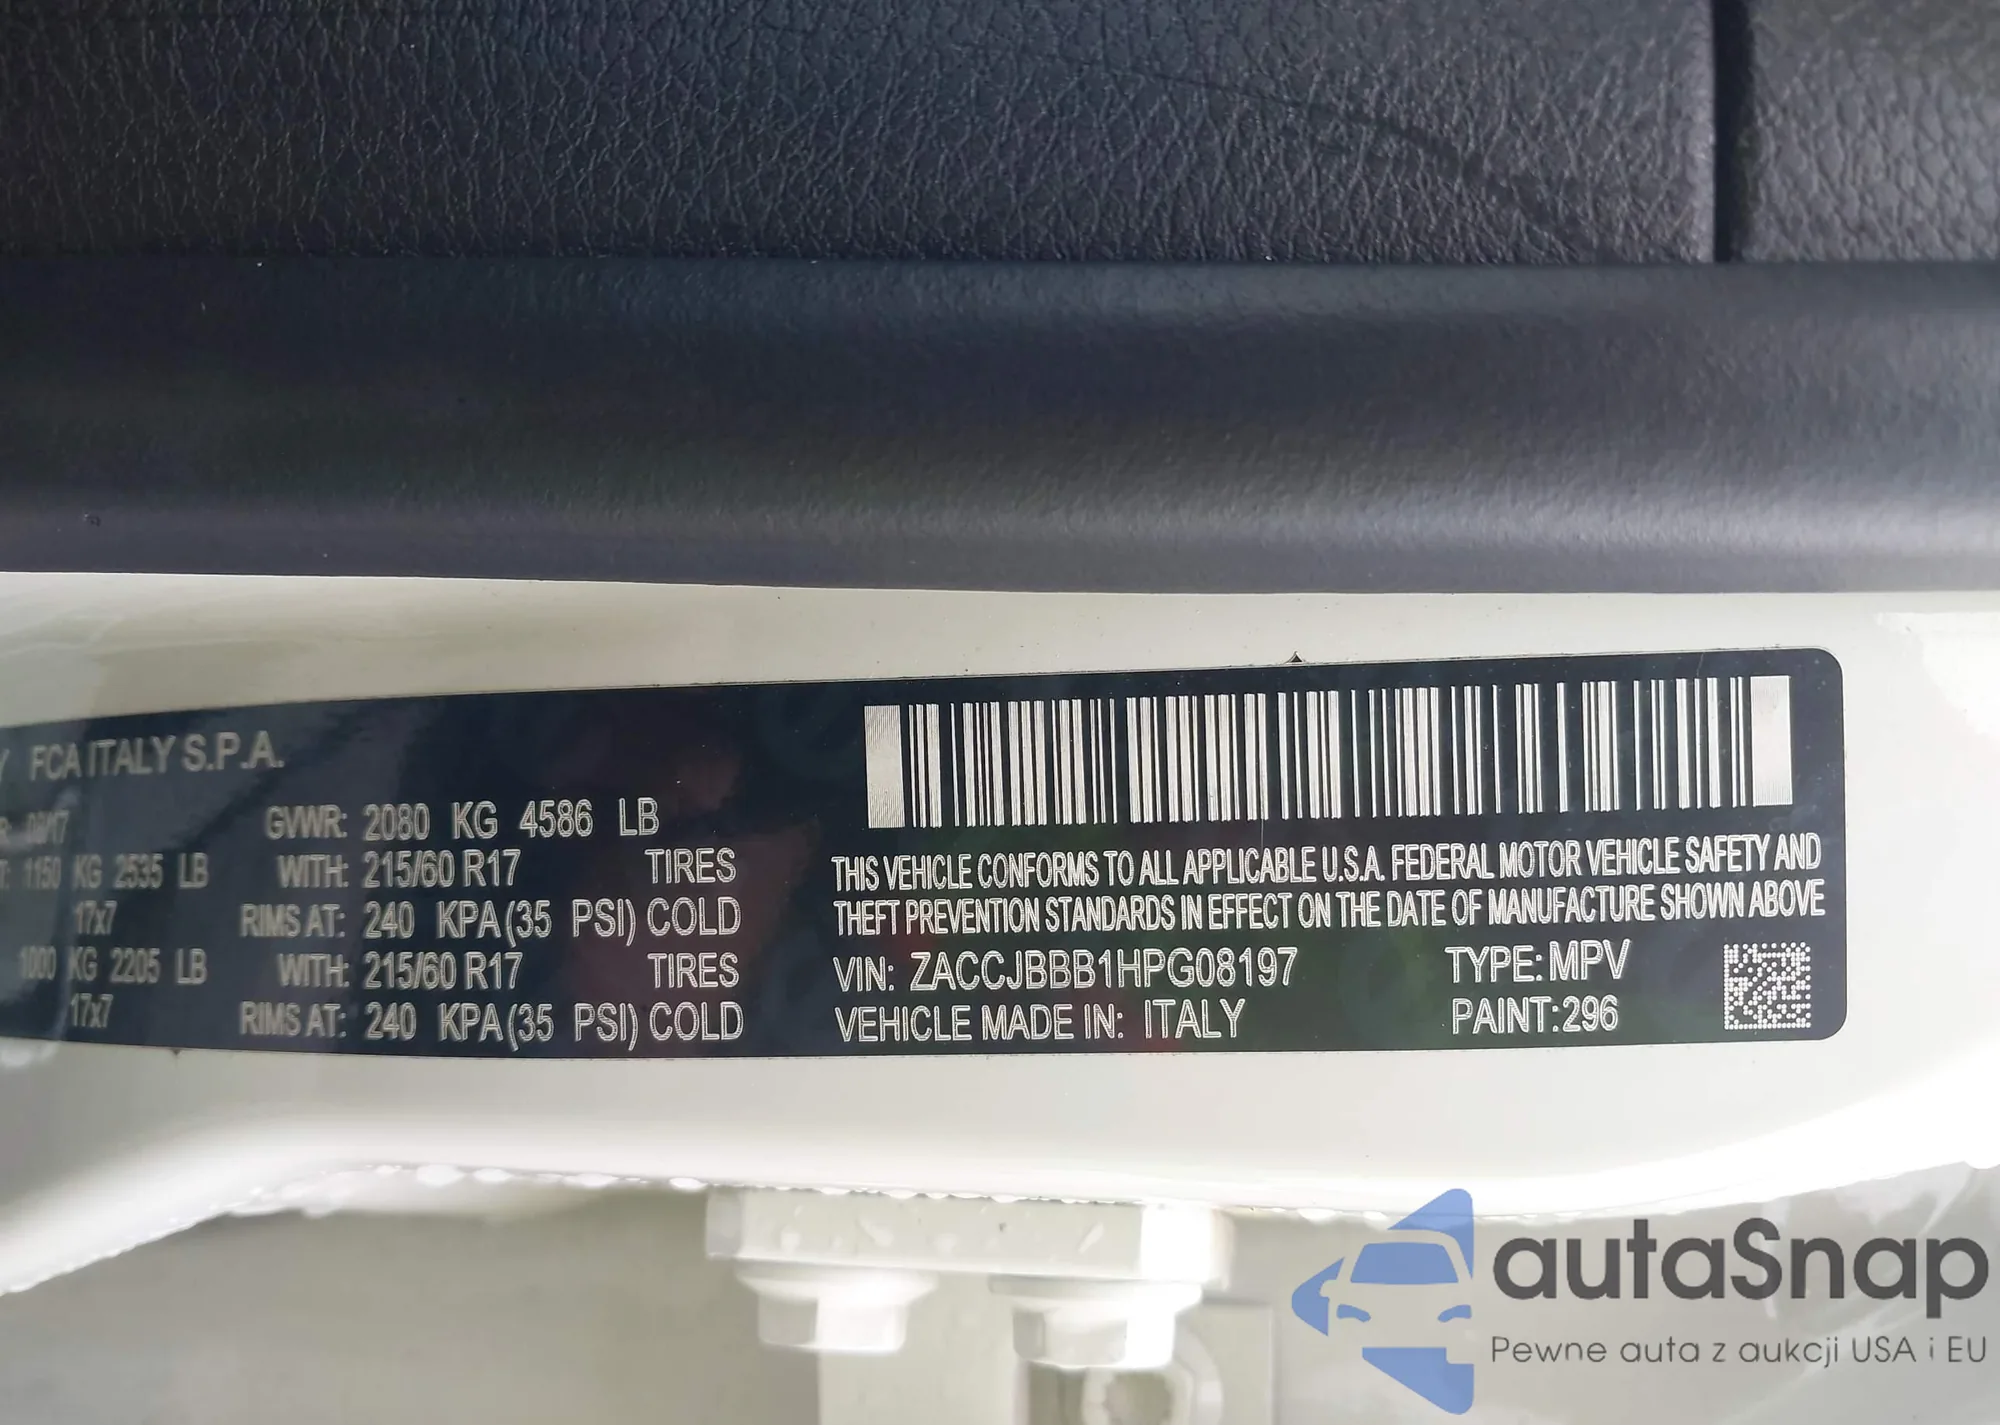 FCA ITALY S.P.A.
GVWR: 2080 KG 4586 LB
1150 KG 2535 LB WITH: 215/60 R17 TIRES
17x7 RIMS AT: 240 KPA(35 PSI) COLD
1000 KG 2205 LB WITH: 215/60 R17 TIRES
17x7 RIMS AT: 240 KPA(35 PSI) COLD
THIS VEHICLE CONFORMS TO ALL APPLICABLE U.S.A. FEDERAL MOTOR VEHICLE SAFETY AND
THEFT PREVENTION STANDARDS IN EFFECT ON THE DATE OF MANUFACTURE SHOWN ABOVE
VIN: ZACCJBBB1HPG08197 TYPE: MPV
VEHICLE MADE IN: ITALY PAINT: 296
autaSnap
Pewne auta z aukcji USA i EU